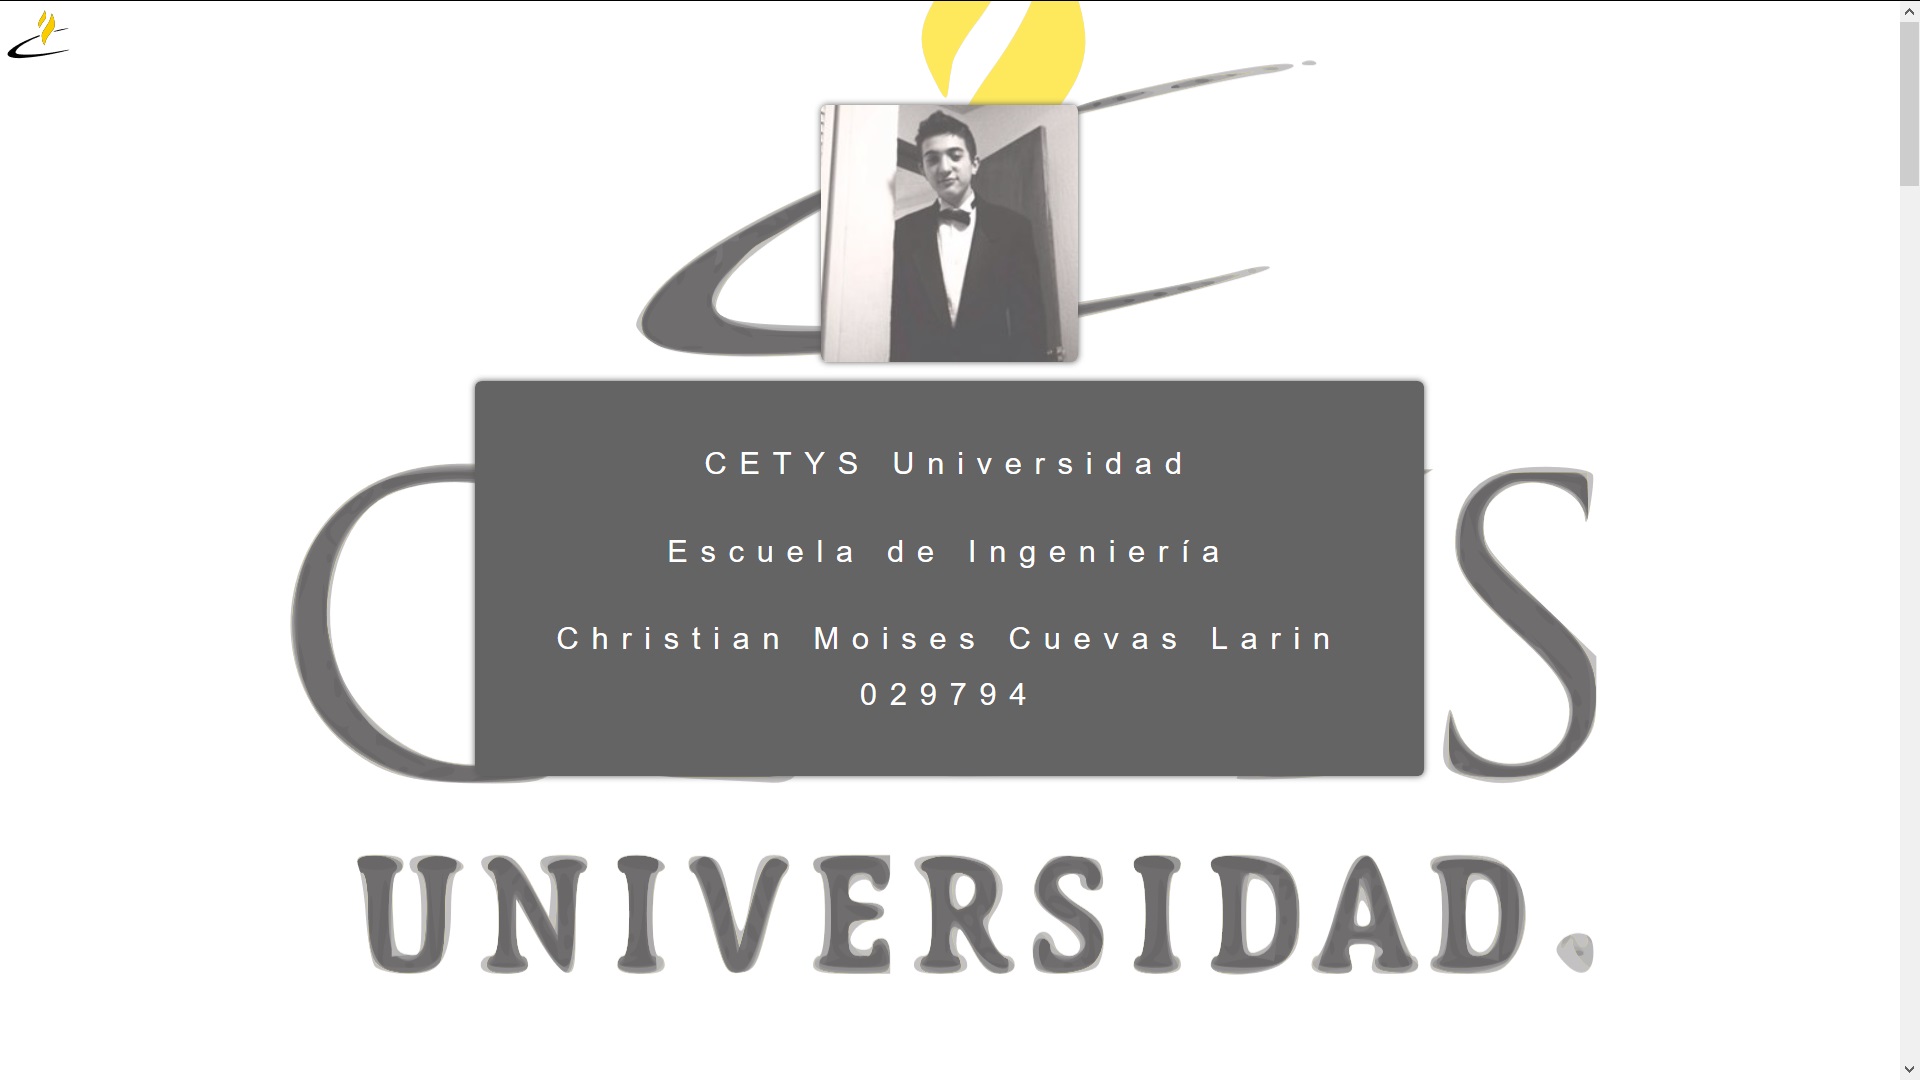 CETYS Universidad
Escuela de Ingeniería
Christian Moises Cuevas Larin
029794
UNIVERSIDAD.